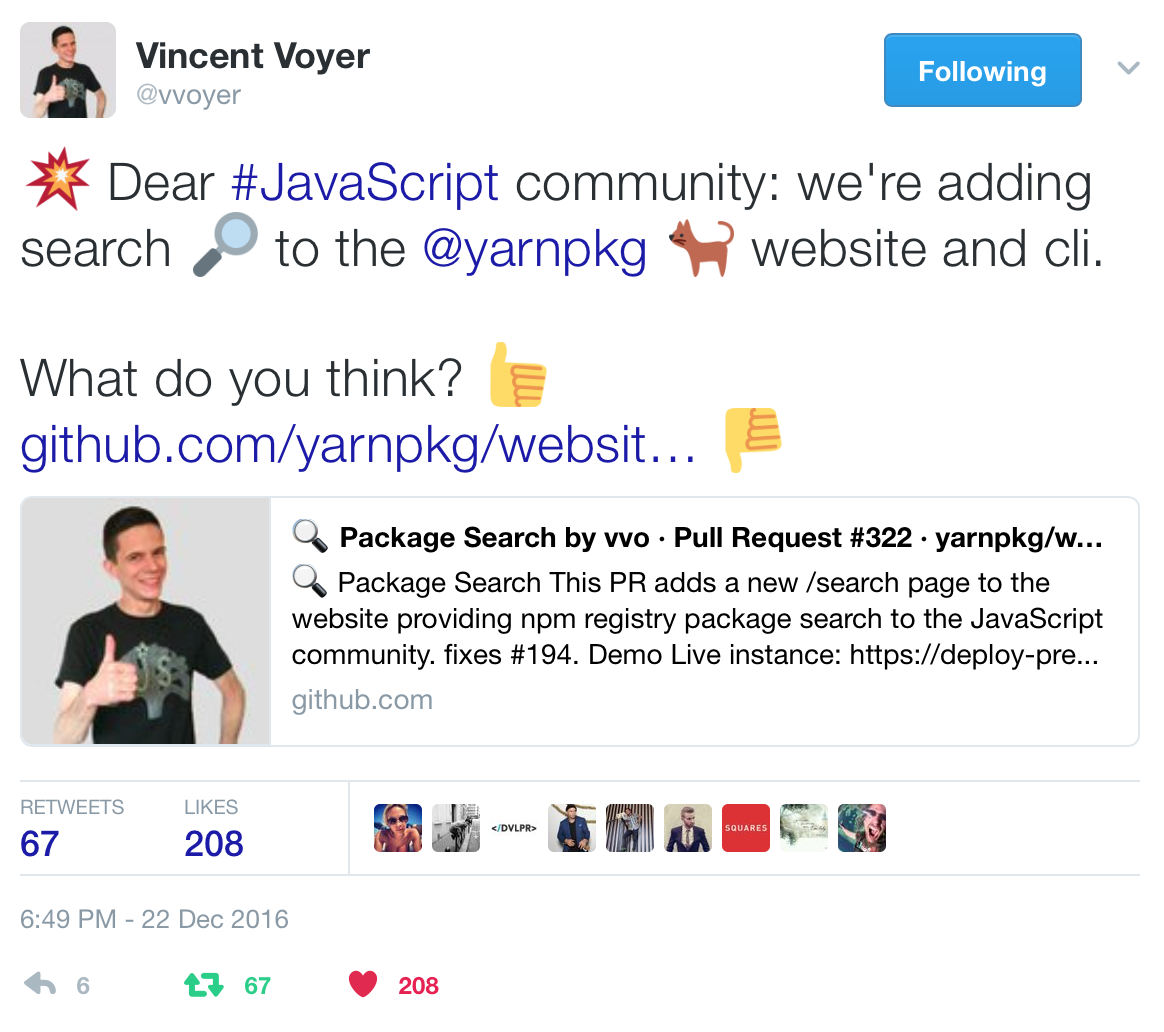 Vincent Voyer
@vvoyer
Following
💥 Dear #JavaScript community: we're adding
search 🔎 to the @yarnpkg 🐈 website and cli.
What do you think? 👍
github.com/yarnpkg/websit… 👎
🔍 Package Search by vvo · Pull Request #322 · yarnpkg/w...
🔍 Package Search This PR adds a new /search page to the
website providing npm registry package search to the JavaScript
community. fixes #194. Demo Live instance: https://deploy-pre...
github.com
RETWEETS LIKES
67 208
</DVLPR>
SQUARES
6:49 PM - 22 Dec 2016
6 67 208